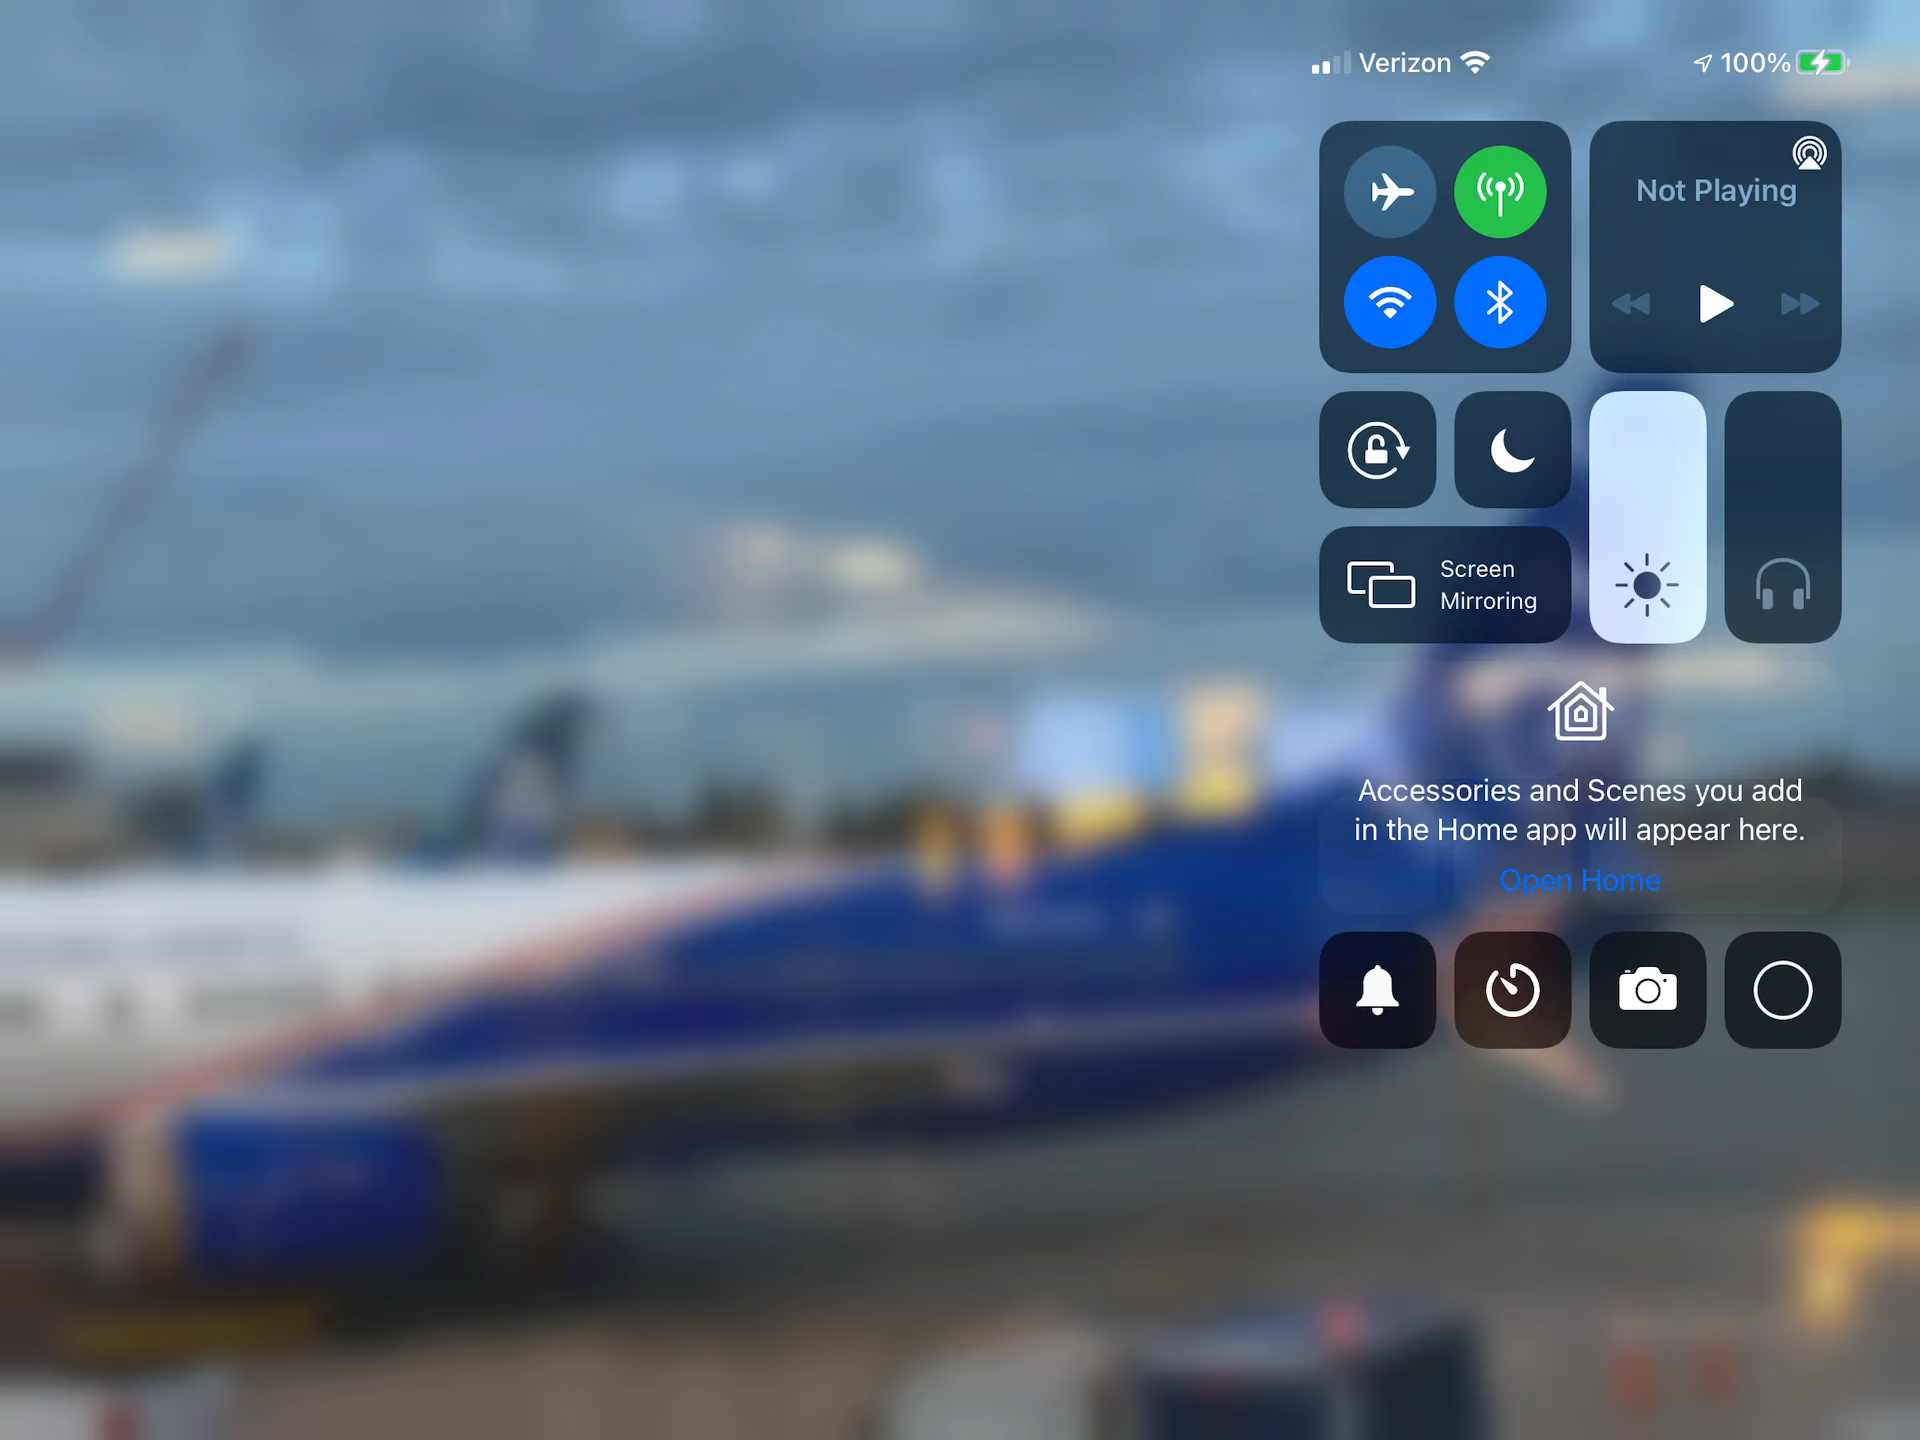 Verizon 100%
Not Playing
Screen
Mirroring
Accessories and Scenes you add
in the Home app will appear here.
Open Home